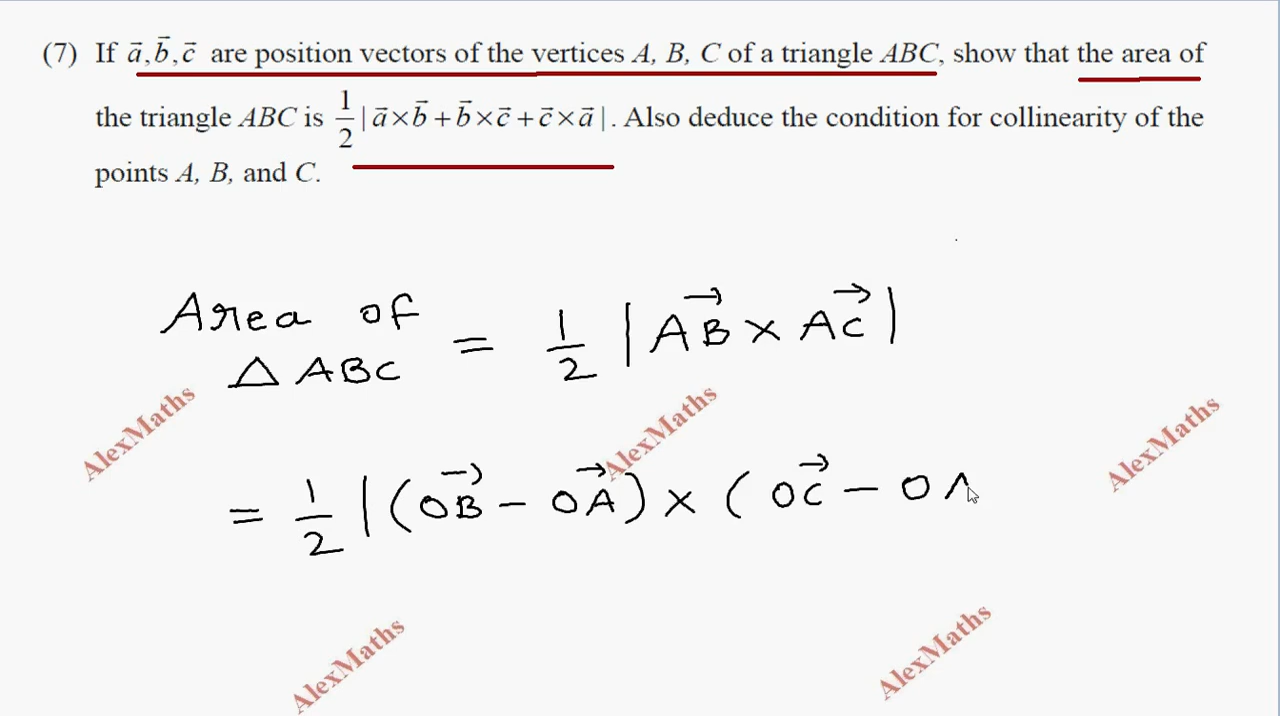 (7) If a⃗, b⃗, c⃗ are position vectors of the vertices A, B, C of a triangle ABC, show that the area of
the triangle ABC is 1/2 | a⃗ × b⃗ + b⃗ × c⃗ + c⃗ × a⃗ |. Also deduce the condition for collinearity of the
points A, B, and C.
Area of
△ ABC = 1/2 | AB⃗ × AC⃗ |
AlexMaths
AlexMaths
AlexMaths
= 1/2 | ( OB⃗ − OA⃗ ) × ( OC⃗ − O
AlexMaths
AlexMaths